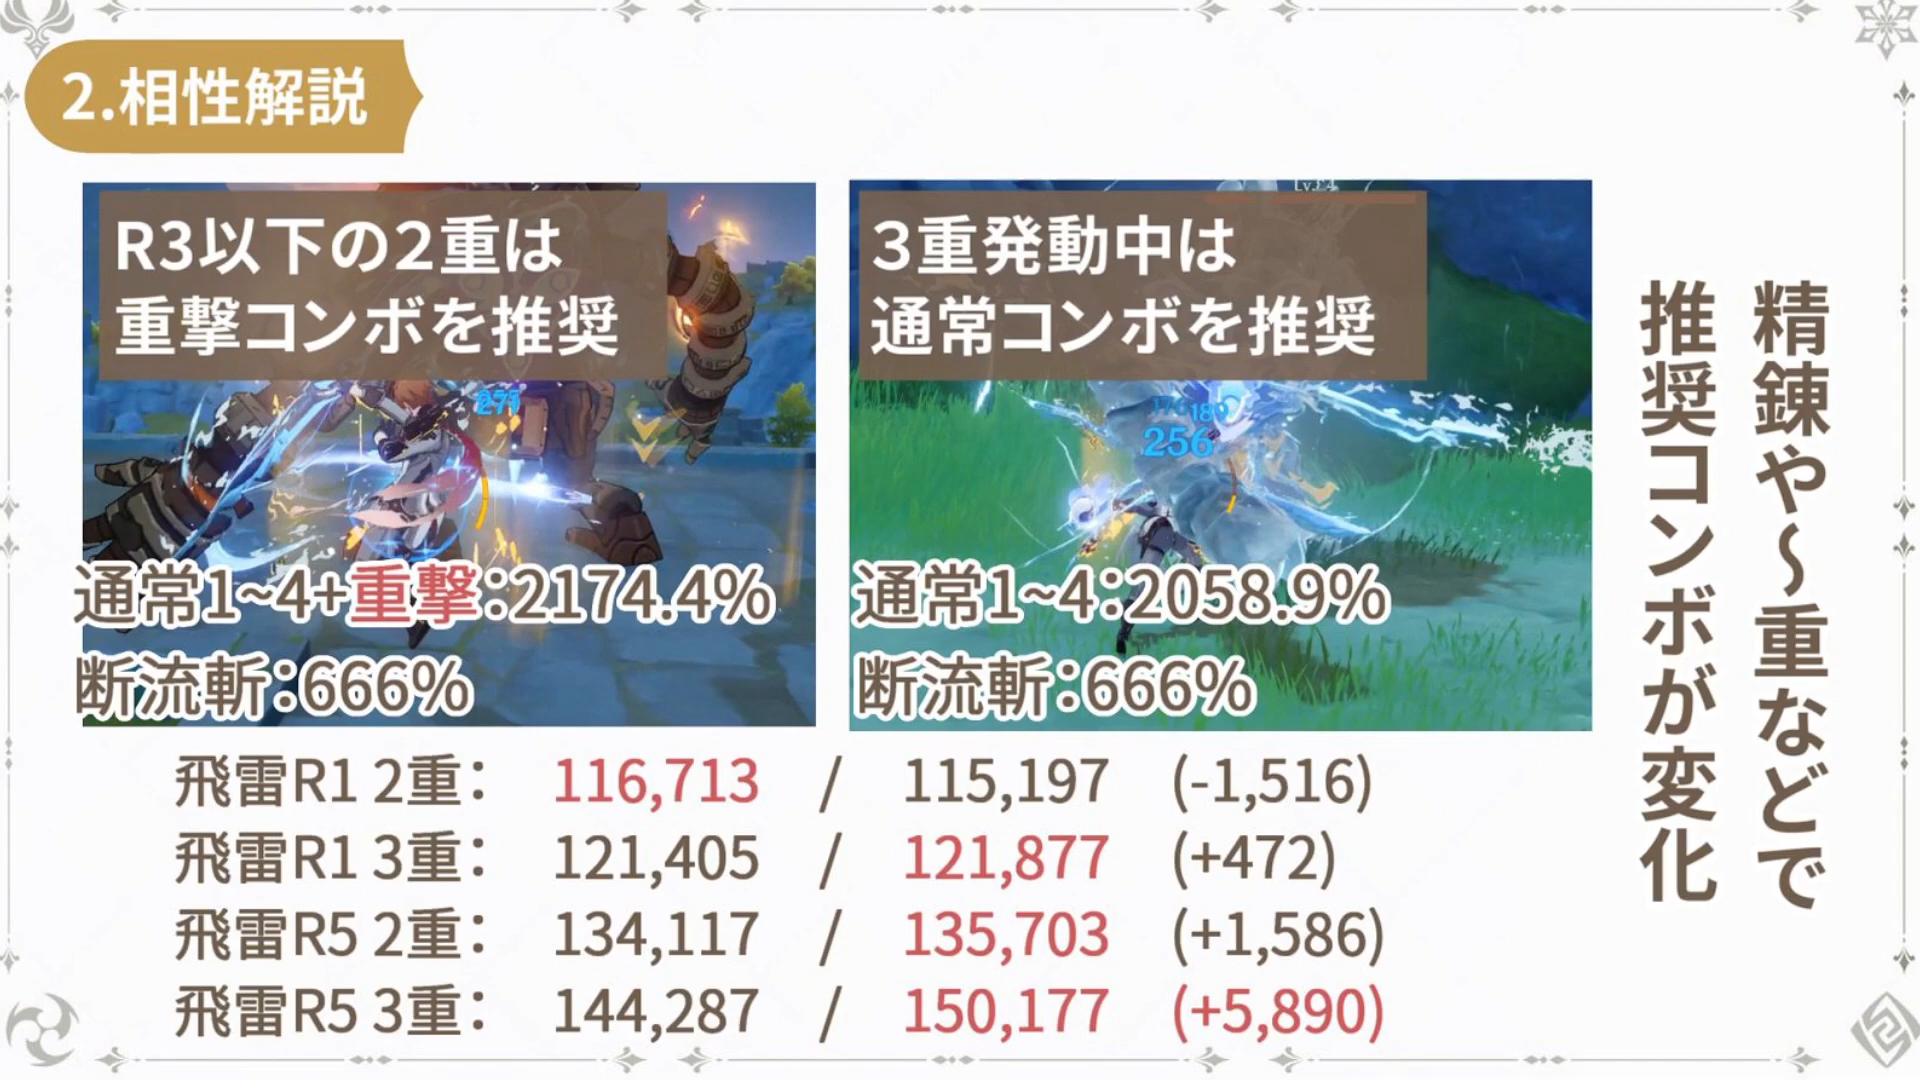 2.相性解説
R3以下の2重は
重撃コンボを推奨
271
通常1~4+重撃:2174.4%
断流斬:666%
3重発動中は
通常コンボを推奨
256
通常1~4:2058.9%
断流斬:666%
精錬や～重などで
推奨コンボが変化
飛雷R1 2重: 116,713 / 115,197 (-1,516)
飛雷R1 3重: 121,405 / 121,877 (+472)
飛雷R5 2重: 134,117 / 135,703 (+1,586)
飛雷R5 3重: 144,287 / 150,177 (+5,890)